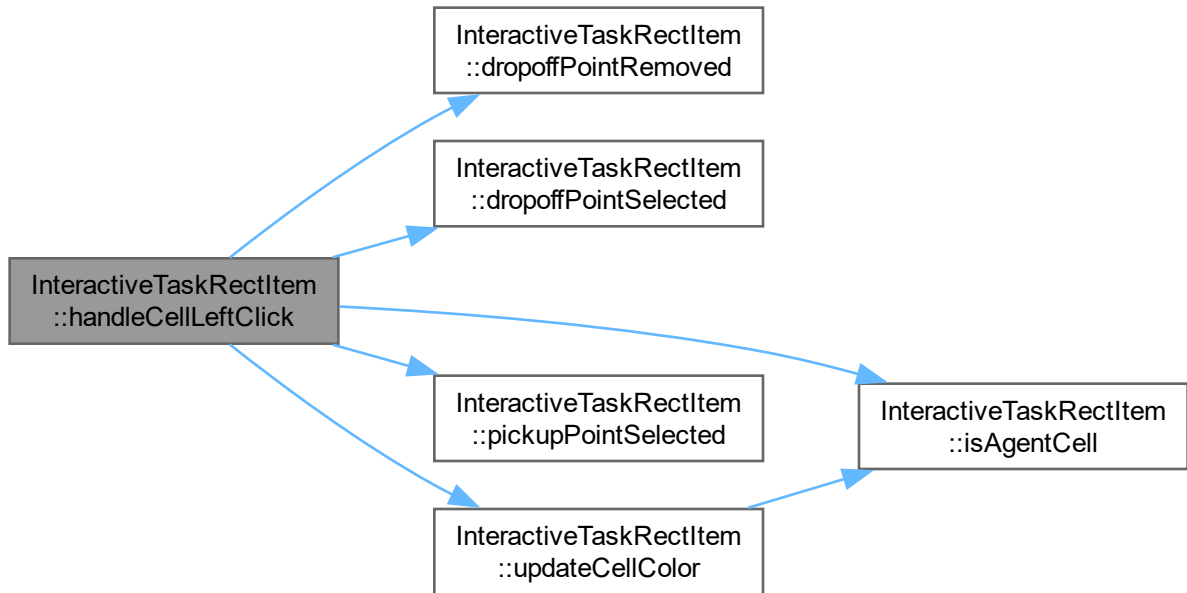 InteractiveTaskRectItem
::dropoffPointRemoved
InteractiveTaskRectItem
::dropoffPointSelected
InteractiveTaskRectItem
::handleCellLeftClick
InteractiveTaskRectItem
::pickupPointSelected
InteractiveTaskRectItem
::isAgentCell
InteractiveTaskRectItem
::updateCellColor